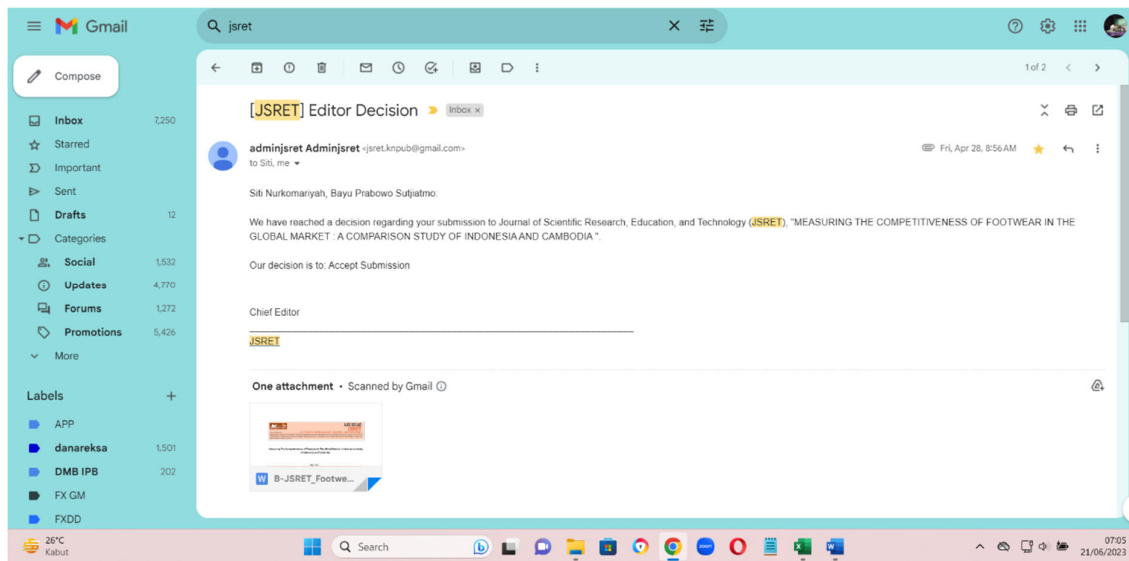 Gmail
jsret
Compose
1 of 2
[JSRET] Editor Decision
Inbox ×
Inbox 7,250
Starred
Important
Sent
Drafts 12
Categories
Social 1,532
Updates 4,770
Forums 1,272
Promotions 5,426
More
Labels +
APP
danareksa 1,501
DMB IPB 202
FX GM
FXDD
adminjsret Adminjsret <jsret.knpub@gmail.com>
Fri, Apr 28, 8:56 AM
to Siti, me
Siti Nurkomariyah, Bayu Prabowo Sutjiatmo:
We have reached a decision regarding your submission to Journal of Scientific Research, Education, and Technology (JSRET), "MEASURING THE COMPETITIVENESS OF FOOTWEAR IN THE
GLOBAL MARKET : A COMPARISON STUDY OF INDONESIA AND CAMBODIA ".
Our decision is to: Accept Submission
Chief Editor
JSRET
One attachment • Scanned by Gmail
B-JSRET_Footwe...
26°C
Kabut
Search
zoom
07:05
21/06/2023